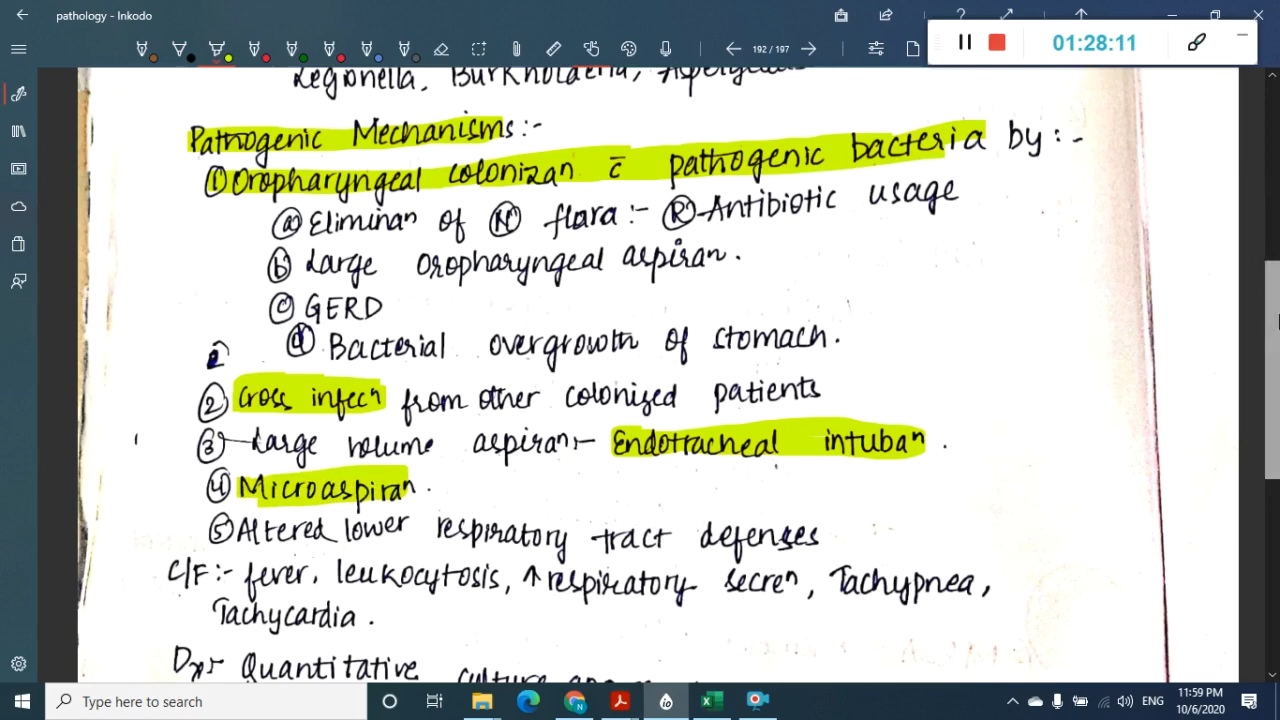 pathology - Inkodo
192 / 197
01:28:11
Legionella, Burkholderia, Aspergillus
Pathogenic Mechanisms:-
① Oropharyngeal colonizaⁿ c̄ pathogenic bacteria by:-
ⓐ Eliminaⁿ of Ⓝ flora:- Ⓡ-Antibiotic usage
ⓑ Large oropharyngeal aspiraⁿ.
ⓒ GERD
ⓓ Bacterial overgrowth of stomach.
② Cross infecⁿ from other colonized patients
③ Large volume aspiraⁿ:- Endotracheal intubaⁿ.
④ Microaspiraⁿ.
⑤ Altered lower respiratory tract defenses
C/F:- fever, leukocytosis, ↑ respiratory secreⁿ, Tachypnea,
Tachycardia.
Dx:- Quantitative culture
Type here to search
ENG
11:59 PM
10/6/2020